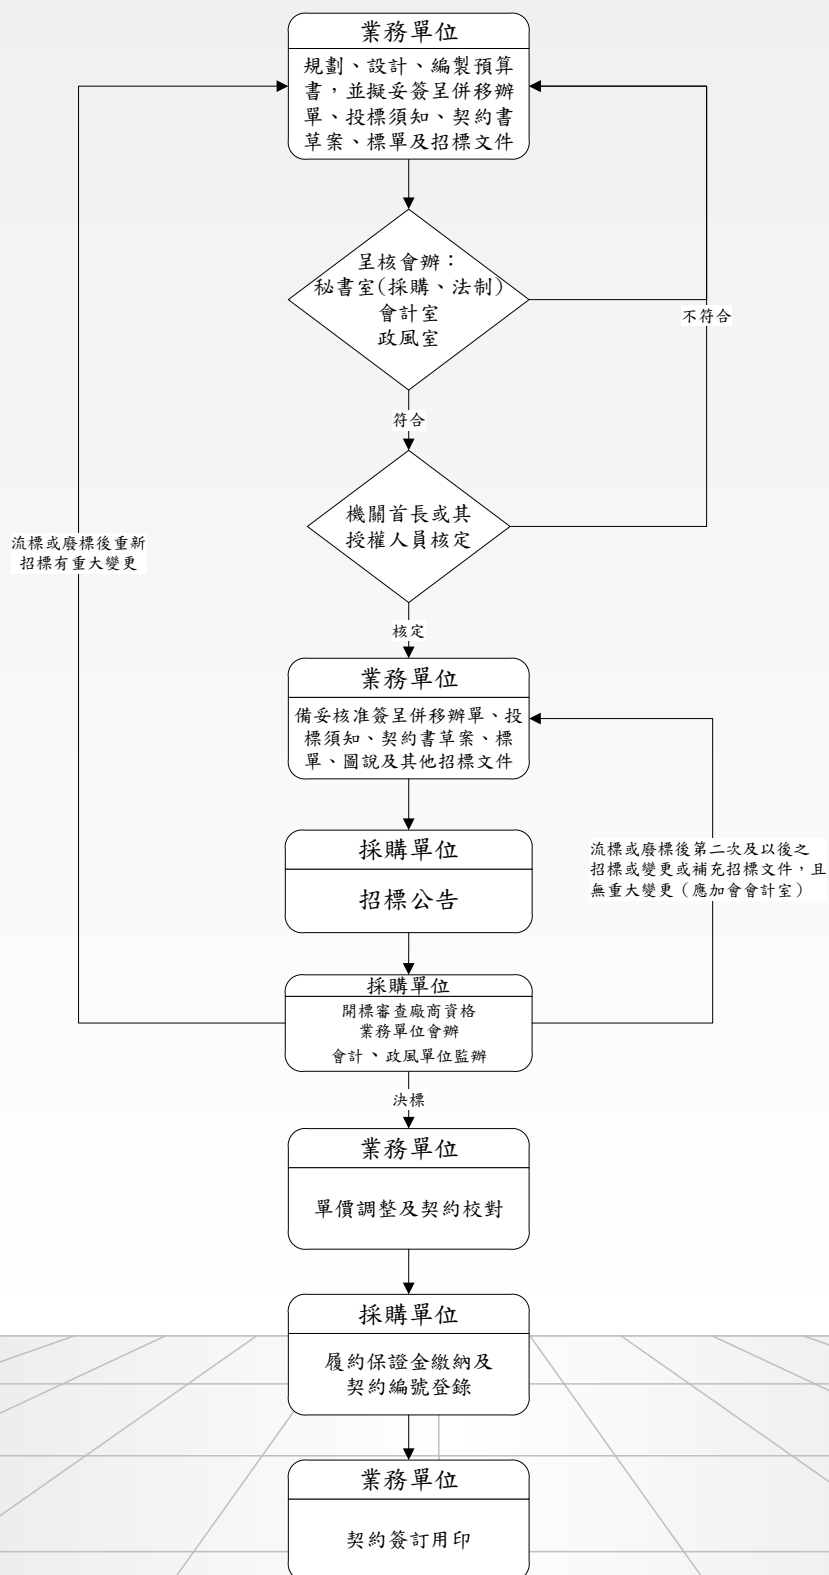 業務單位
規劃、設計、編製預算
書，並擬妥簽呈併移辦
單、投標須知、契約書
草案、標單及招標文件
呈核會辦：
秘書室(採購、法制)
會計室
政風室
不符合
符合
機關首長或其
授權人員核定
流標或廢標後重新
招標有重大變更
核定
業務單位
備妥核准簽呈併移辦單、投
標須知、契約書草案、標
單、圖說及其他招標文件
採購單位
招標公告
流標或廢標後第二次及以後之
招標或變更或補充招標文件，且
無重大變更（應加會會計室）
採購單位
開標審查廠商資格
業務單位會辦
會計、政風單位監辦
決標
業務單位
單價調整及契約校對
採購單位
履約保證金繳納及
契約編號登錄
業務單位
契約簽訂用印